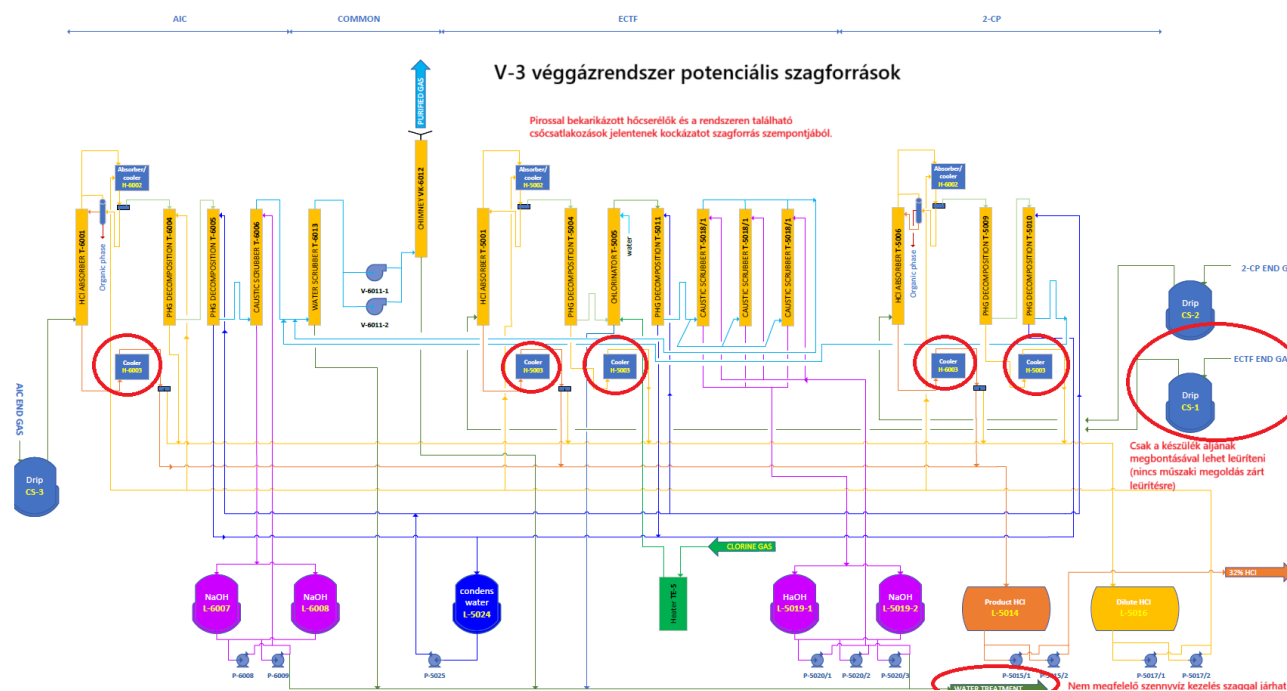 AIC
COMMON
ECTF
2-CP
V-3 véggázrendszer potenciális szagforrások
PURIFIED GAS
Pirossal bekarikázott hőcserélők és a rendszeren található
csőcsatlakozások jelentenek kockázatot szagforrás szempontjából.
CHIMNEY VK-6012
Absorber/
cooler
H-6002
Absorber/
cooler
H-5002
Absorber/
cooler
H-6002
HCl ABSORBER T-6001
Organic phase
PHG DECOMPOSITION T-6004
PHG DECOMPOSITION T-6005
CAUSTIC SCRUBBER T-6006
WATER SCRUBBER T-6013
V-6011-1
V-6011-2
HCl ABSORBER T-5001
PHG DECOMPOSITION T-5004
CHLORINATOR T-5005
water
PHG DECOMPOSITION T-5011
CAUSTIC SCRUBBER T-5018/1
CAUSTIC SCRUBBER T-5018/1
CAUSTIC SCRUBBER T-5018/1
HCl ABSORBER T-5006
Organic phase
PHG DECOMPOSITION T-5009
PHG DECOMPOSITION T-5010
2-CP END G
Drip
CS-2
ECTF END GA
Drip
CS-1
Cooler
H-6003
Cooler
H-5003
Cooler
H-5003
Cooler
H-6003
Cooler
H-5003
Csak a készülék aljának
megbontásával lehet leüríteni
(nincs műszaki megoldás zárt
leürítésre)
AIC END GAS
Drip
CS-3
CLORINE GAS
32% HCl
NaOH
L-6007
NaOH
L-6008
condens
water
L-5024
Heater TE-5
HaOH
L-5019-1
NaOH
L-5019-2
Product HCl
L-5014
Dilute HCl
L-5016
P-6008
P-6009
P-5025
P-5020/1
P-5020/2
P-5020/3
P-5015/1
P-5015/2
P-5017/1
P-5017/2
WATER TREATMENT
Nem megfelelő szennyvíz kezelés szaggal járhat